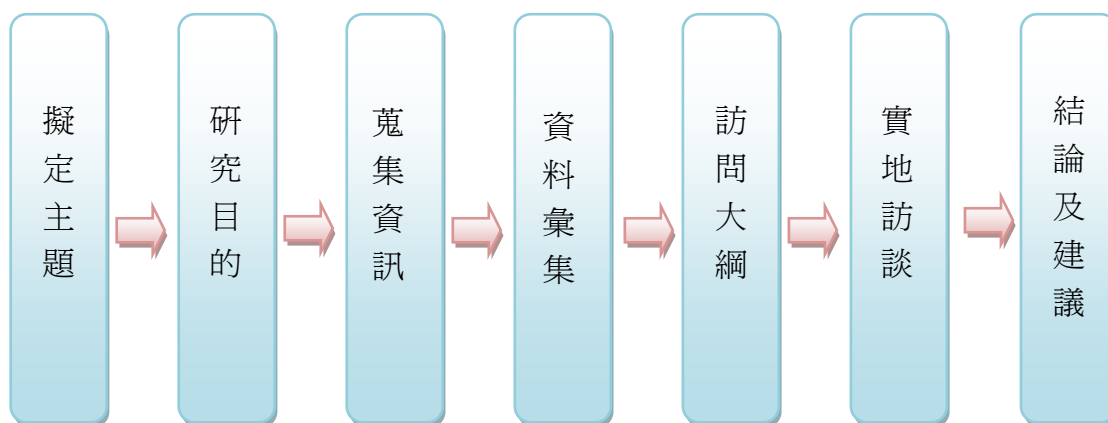 擬定主題
研究目的
蒐集資訊
資料彙集
訪問大綱
實地訪談
結論及建議